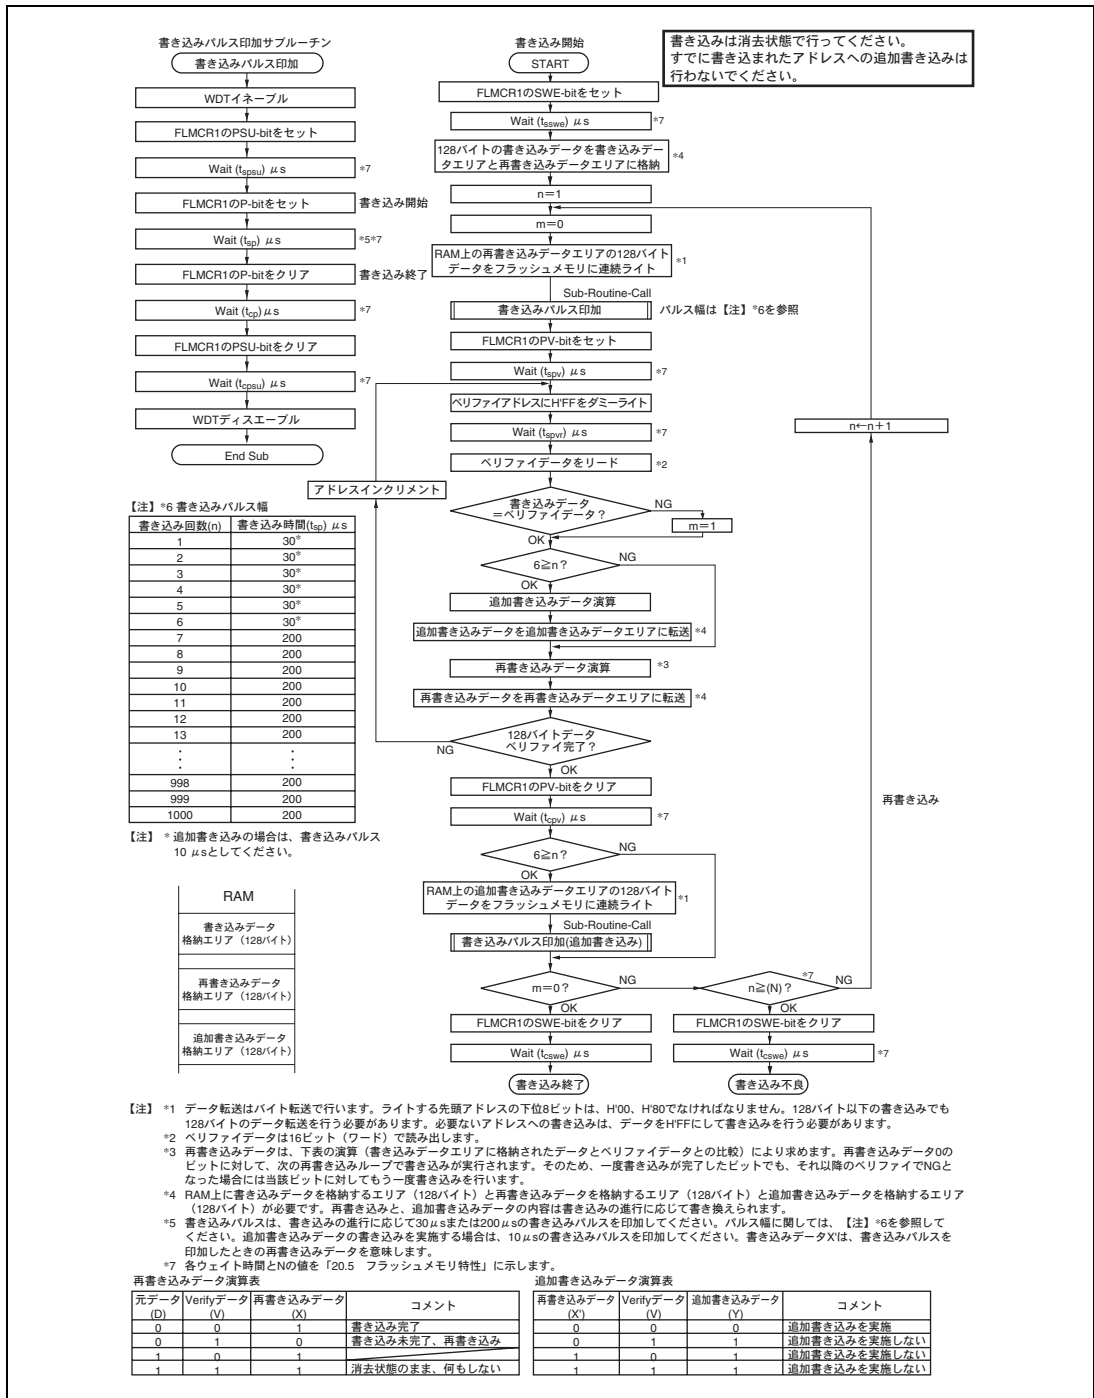 書き込みパルス印加サブルーチン
書き込みパルス印加
WDTイネーブル
FLMCR1のPSU-bitをセット
Wait (tspsu) μs *7
FLMCR1のP-bitをセット 書き込み開始
Wait (tsp) μs *5*7
FLMCR1のP-bitをクリア 書き込み終了
Wait (tcp) μs *7
FLMCR1のPSU-bitをクリア
Wait (tcpsu) μs *7
WDTディスエーブル
End Sub
【注】*6 書き込みパルス幅
書き込み回数(n) 書き込み時間(tsp) μs
1 30*
2 30*
3 30*
4 30*
5 30*
6 30*
7 200
8 200
9 200
10 200
11 200
12 200
13 200
998 200
999 200
1000 200
【注】 * 追加書き込みの場合は、書き込みパルス
10 μsとしてください。
RAM
書き込みデータ
格納エリア(128バイト)
再書き込みデータ
格納エリア(128バイト)
追加書き込みデータ
格納エリア(128バイト)
書き込み開始
START
書き込みは消去状態で行ってください。
すでに書き込まれたアドレスへの追加書き込みは
行わないでください。
FLMCR1のSWE-bitをセット
Wait (tsswe) μs *7
128バイトの書き込みデータを書き込みデー
タエリアと再書き込みデータエリアに格納 *4
n=1
m=0
RAM上の再書き込みデータエリアの128バイト
データをフラッシュメモリに連続ライト *1
Sub-Routine-Call
書き込みパルス印加 パルス幅は【注】*6を参照
FLMCR1のPV-bitをセット
Wait (tspv) μs *7
ベリファイアドレスにH'FFをダミーライト
Wait (tspvr) μs *7
ベリファイデータをリード *2
アドレスインクリメント
書き込みデータ
=ベリファイデータ? NG
m=1
OK
6≧n? NG
OK
追加書き込みデータ演算
追加書き込みデータを追加書き込みデータエリアに転送 *4
再書き込みデータ演算 *3
再書き込みデータを再書き込みデータエリアに転送 *4
128バイトデータ
ベリファイ完了?
NG
OK
FLMCR1のPV-bitをクリア
Wait (tcpv) μs *7
6≧n? NG
OK
RAM上の追加書き込みデータエリアの128バイト
データをフラッシュメモリに連続ライト *1
Sub-Routine-Call
書き込みパルス印加(追加書き込み)
m=0? NG
n≧(N)? *7 NG
n←n+1
再書き込み
OK OK
FLMCR1のSWE-bitをクリア FLMCR1のSWE-bitをクリア
Wait (tcswe) μs Wait (tcswe) μs *7
書き込み終了 書き込み不良
【注】 *1 データ転送はバイト転送で行います。ライトする先頭アドレスの下位8ビットは、H'00、H'80でなければなりません。128バイト以下の書き込みでも
128バイトのデータ転送を行う必要があります。必要ないアドレスへの書き込みは、データをH'FFにして書き込みを行う必要があります。
*2 ベリファイデータは16ビット(ワード)で読み出します。
*3 再書き込みデータは、下表の演算(書き込みデータエリアに格納されたデータとベリファイデータとの比較)により求めます。再書き込みデータ0の
ビットに対して、次の再書き込みループで書き込みが実行されます。そのため、一度書き込みが完了したビットでも、それ以降のベリファイでNGと
なった場合には当該ビットに対してもう一度書き込みを行います。
*4 RAM上に書き込みデータを格納するエリア(128バイト)と再書き込みデータを格納するエリア(128バイト)と追加書き込みデータを格納するエリア
(128バイト)が必要です。再書き込みと、追加書き込みデータの内容は書き込みの進行に応じて書き換えられます。
*5 書き込みパルスは、書き込みの進行に応じて30μsまたは200μsの書き込みパルスを印加してください。パルス幅に関しては、【注】*6を参照して
ください。追加書き込みデータの書き込みを実施する場合は、10μsの書き込みパルスを印加してください。書き込みデータX'は、書き込みパルスを
印加したときの再書き込みデータを意味します。
*7 各ウェイト時間とNの値を「20.5 フラッシュメモリ特性」に示します。
再書き込みデータ演算表
元データ(D) Verifyデータ(V) 再書き込みデータ(X) コメント
0 0 1 書き込み完了
0 1 0 書き込み未完了、再書き込み
1 0 1
1 1 1 消去状態のまま、何もしない
追加書き込みデータ演算表
再書き込みデータ(X') Verifyデータ(V) 追加書き込みデータ(Y) コメント
0 0 0 追加書き込みを実施
0 1 1 追加書き込みを実施しない
1 0 1 追加書き込みを実施しない
1 1 1 追加書き込みを実施しない